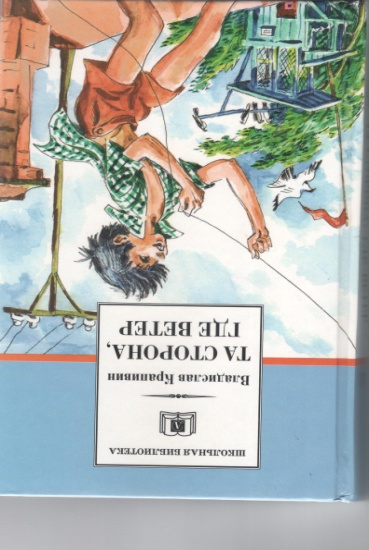 ШКОЛЬНАЯ БИБЛИОТЕКА
Владислав Крапивин
ТА СТОРОНА,
ГДЕ ВЕТЕР